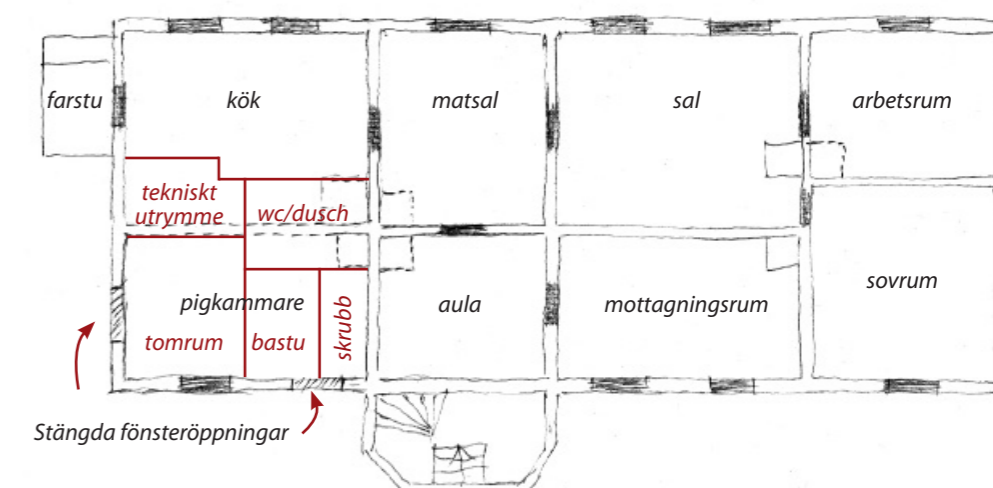 farstu
kök
matsal
sal
arbetsrum
tekniskt
utrymme
wc/dusch
pigkammare
aula
mottagningsrum
sovrum
tomrum
bastu
skrubb
Stängda fönsteröppningar